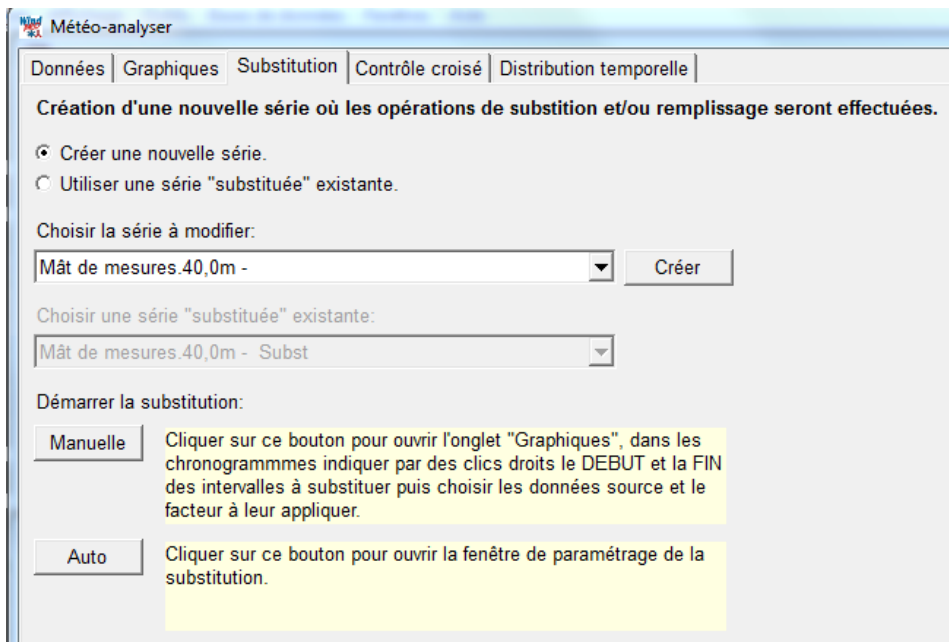 Météo-analyser
Données Graphiques Substitution Contrôle croisé Distribution temporelle
Création d'une nouvelle série où les opérations de substition et/ou remplissage seront effectuées.
Créer une nouvelle série.
Utiliser une série "substituée" existante.
Choisir la série à modifier:
Mât de mesures.40,0m - Créer
Choisir une série "substituée" existante:
Mât de mesures.40,0m - Subst
Démarrer la substitution:
Manuelle Cliquer sur ce bouton pour ouvrir l'onglet "Graphiques", dans les
chronogrammmes indiquer par des clics droits le DEBUT et la FIN
des intervalles à substituer puis choisir les données source et le
facteur à leur appliquer.
Auto Cliquer sur ce bouton pour ouvrir la fenêtre de paramétrage de la
substitution.